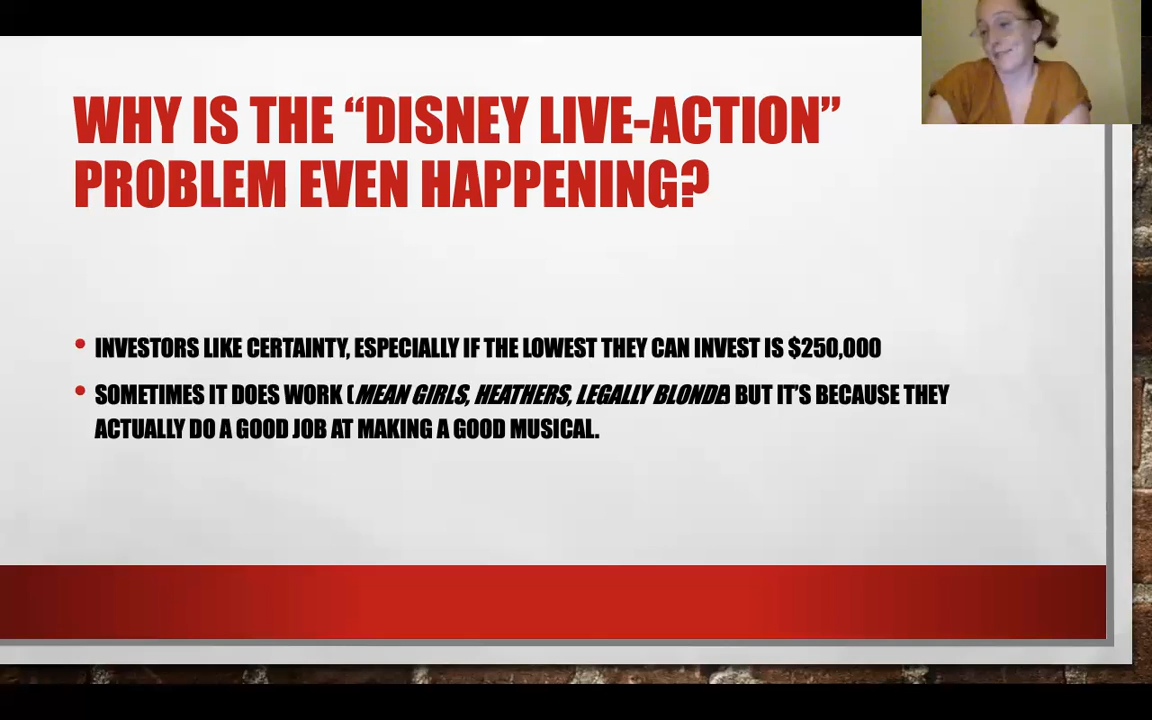 WHY IS THE “DISNEY LIVE-ACTION”
PROBLEM EVEN HAPPENING?
• INVESTORS LIKE CERTAINTY, ESPECIALLY IF THE LOWEST THEY CAN INVEST IS $250,000
• SOMETIMES IT DOES WORK (MEAN GIRLS, HEATHERS, LEGALLY BLONDE) BUT IT’S BECAUSE THEY
ACTUALLY DO A GOOD JOB AT MAKING A GOOD MUSICAL.